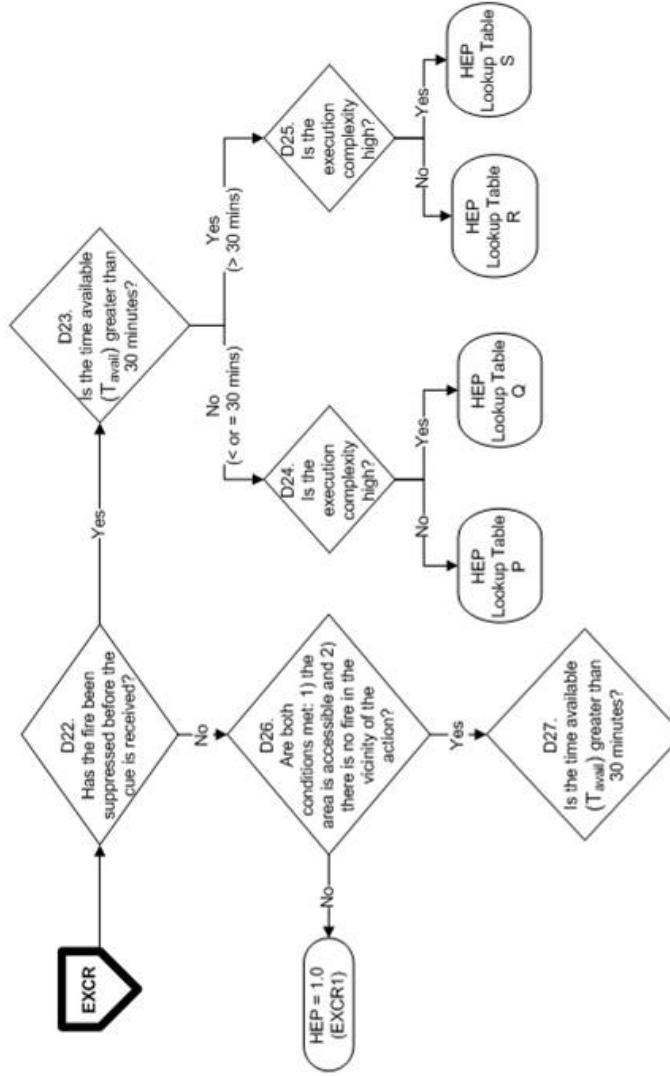 EXCR
D22.
Has the fire been
suppressed before the
cue is received?
Yes
D23.
Is the time available
(Tavail) greater than
30 minutes?
No
No
(< or = 30 mins)
Yes
(> 30 mins)
D26.
Are both
conditions met: 1) the
area is accessible and 2)
there is no fire in the
vicinity of the
action?
D24.
Is the
execution
complexity
high?
D25.
Is the
execution
complexity
high?
No
HEP = 1.0
(EXCR1)
Yes
No
Yes
No
Yes
D27.
Is the time available
(Tavail) greater than
30 minutes?
HEP
Lookup Table
P
HEP
Lookup Table
Q
HEP
Lookup Table
R
HEP
Lookup Table
S